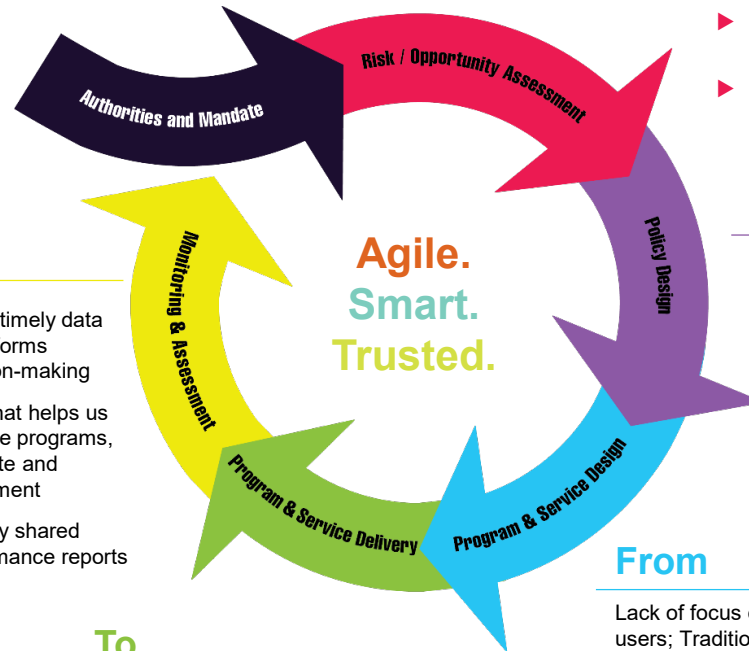 Authorities and Mandate
Risk / Opportunity Assessment
Policy Design
Program & Service Design
Program & Service Delivery
Monitoring & Assessment
Agile.
Smart.
Trusted.
timely data
orms
on-making
hat helps us
e programs,
te and
ment
y shared
mance reports
To
From
Lack of focus
users; Traditio